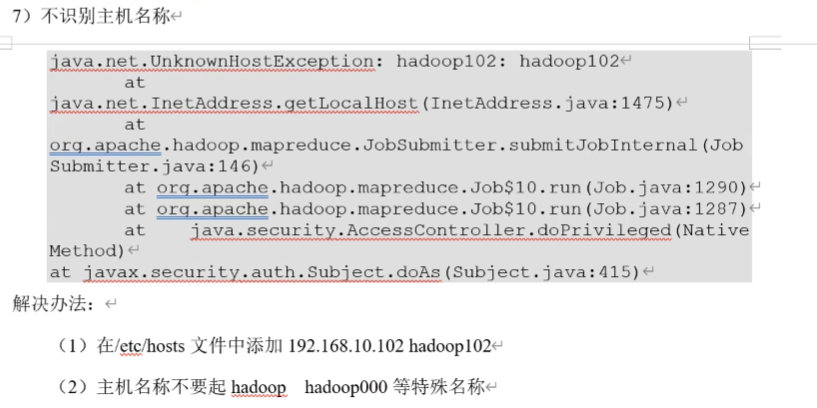 7）不识别主机名称
java.net.UnknownHostException: hadoop102: hadoop102
at
java.net.InetAddress.getLocalHost(InetAddress.java:1475)
at
org.apache.hadoop.mapreduce.JobSubmitter.submitJobInternal(Job
Submitter.java:146)
at org.apache.hadoop.mapreduce.Job$10.run(Job.java:1290)
at org.apache.hadoop.mapreduce.Job$10.run(Job.java:1287)
at java.security.AccessController.doPrivileged(Native
Method)
at javax.security.auth.Subject.doAs(Subject.java:415)
解决办法：
（1）在/etc/hosts 文件中添加 192.168.10.102 hadoop102
（2）主机名称不要起 hadoop hadoop000 等特殊名称